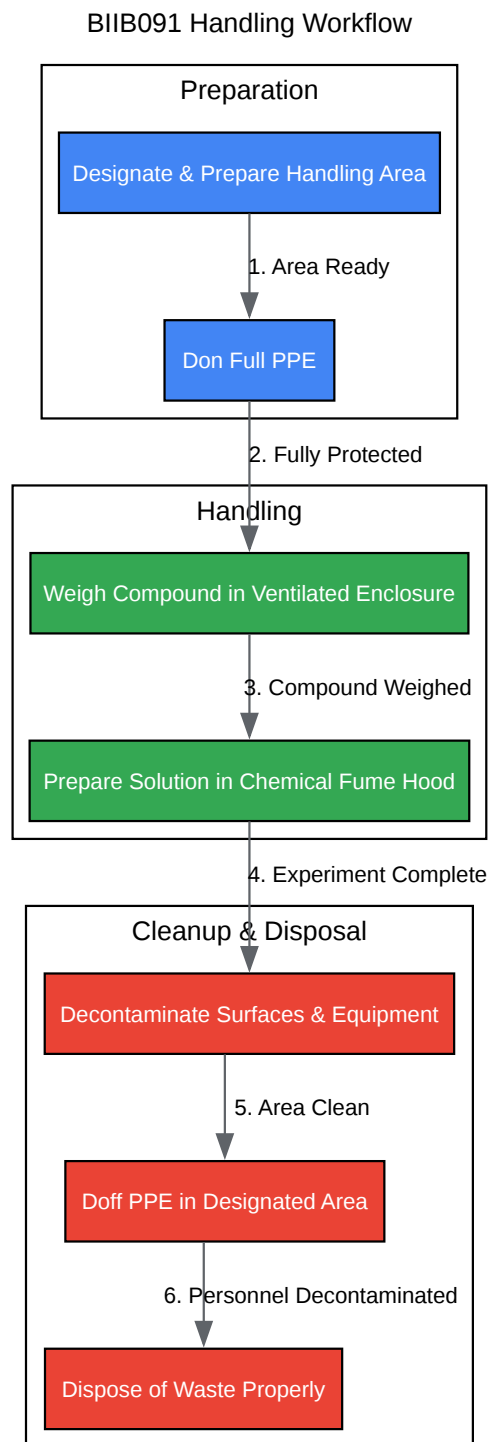 BIIB091 Handling Workflow
Preparation
Designate & Prepare Handling Area
1. Area Ready
Don Full PPE
2. Fully Protected
Handling
Weigh Compound in Ventilated Enclosure
3. Compound Weighed
Prepare Solution in Chemical Fume Hood
4. Experiment Complete
Cleanup & Disposal
Decontaminate Surfaces & Equipment
5. Area Clean
Doff PPE in Designated Area
6. Personnel Decontaminated
Dispose of Waste Properly